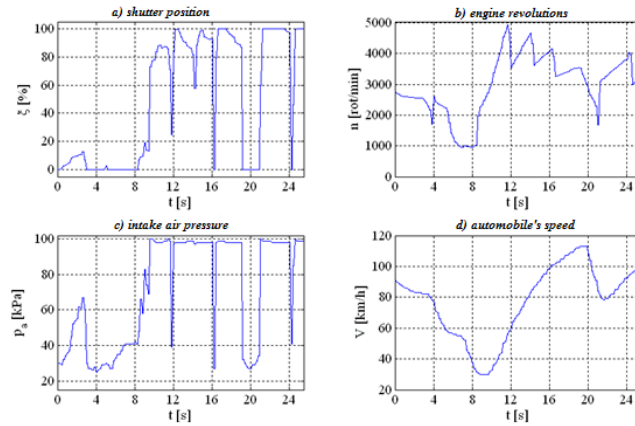 a) shutter position
100
80
60
40
20
0
ξ [%]
0 4 8 12 16 20 24
t [s]
b) engine revolutions
5000
4000
3000
2000
1000
0
n [rot/min]
0 4 8 12 16 20 24
t [s]
c) intake air pressure
100
80
60
40
20
pa [kPa]
0 4 8 12 16 20 24
t [s]
d) automobile's speed
120
100
80
60
40
20
V [km/h]
0 4 8 12 16 20 24
t [s]